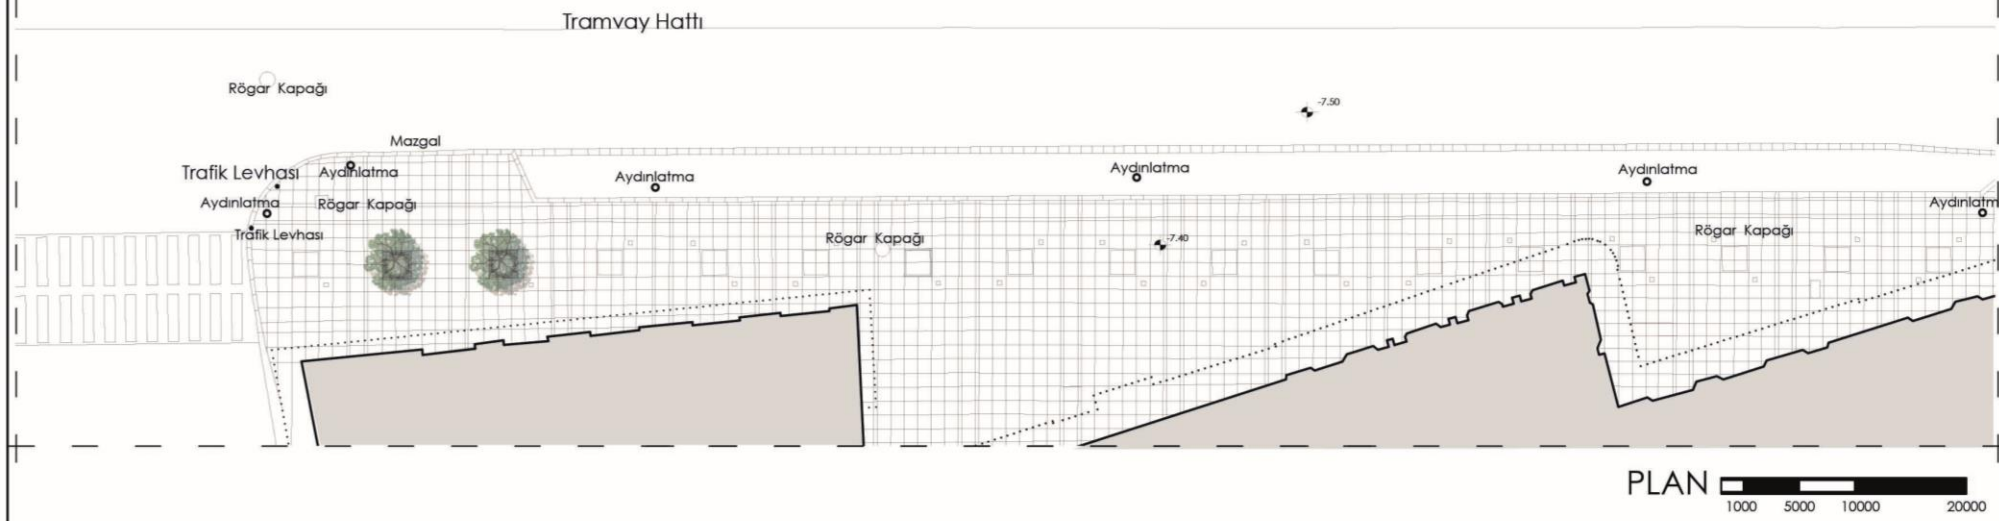 Tramvay Hattı
Rögar Kapağı
-7.50
Mazgal
Trafik Levhası
Aydınlatma
Aydınlatma
Aydınlatma
Aydınlatma
Aydınlatma
Rögar Kapağı
Aydınlatm
Trafik Levhası
Rögar Kapağı
-7.40
Rögar Kapağı
PLAN
1000 5000 10000 20000